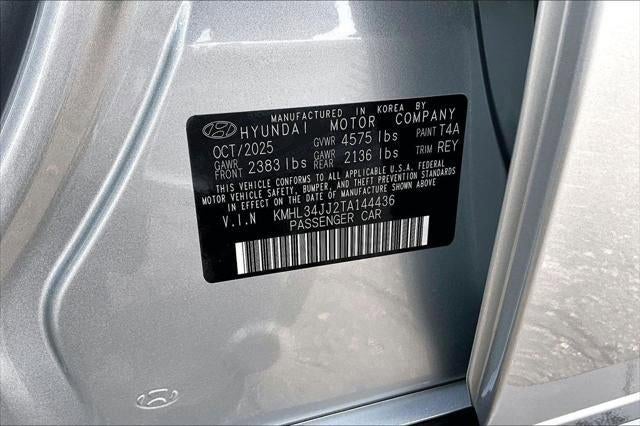 MANUFACTURED IN KOREA BY
HYUNDAI MOTOR COMPANY
OCT/2025 GVWR 4575 lbs PAINT T4A
GAWR FRONT 2383 lbs GAWR REAR 2136 lbs TRIM REY
THIS VEHICLE CONFORMS TO ALL APPLICABLE U.S.A. FEDERAL
MOTOR VEHICLE SAFETY, BUMPER, AND THEFT PREVENTION STANDARDS
IN EFFECT ON THE DATE OF MANUFACTURE SHOWN ABOVE.
V.I.N KMHL34JJ2TA144436
PASSENGER CAR